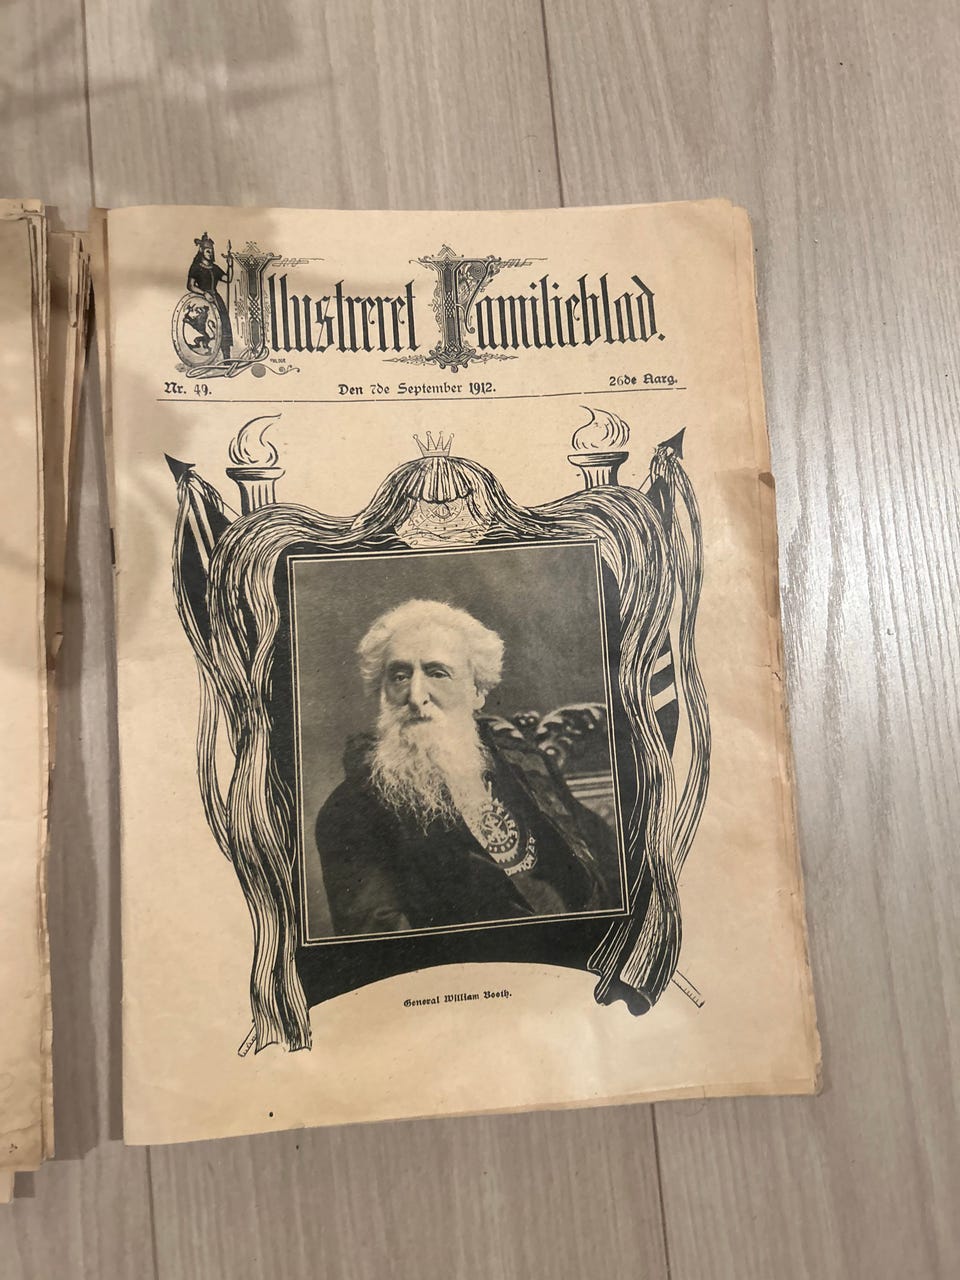 Illustreret Familieblad.
Nr. 49. Den 7de September 1912. 26de Aarg.
General William Booth.